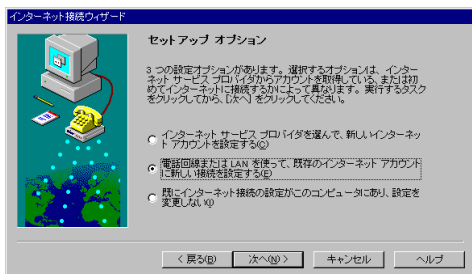 インターネット接続ウィザード
セットアップ オプション
3 つの設定オプションがあります。選択するオプションは、インター
ネット サービス プロバイダからアカウントを取得している、または初
めてインターネットに接続するかによって異なります。実行するタスク
をクリックしてから、[次へ] をクリックしてください。
インターネット サービス プロバイダを選んで、新しいインターネッ
ト アカウントを設定する(C)
電話回線または LAN を使って、既存のインターネット アカウント
に新しい接続を設定する(E)
既にインターネット接続の設定がこのコンピュータにあり、設定を
変更しない(I)
< 戻る(B)
次へ(N) >
キャンセル
ヘルプ